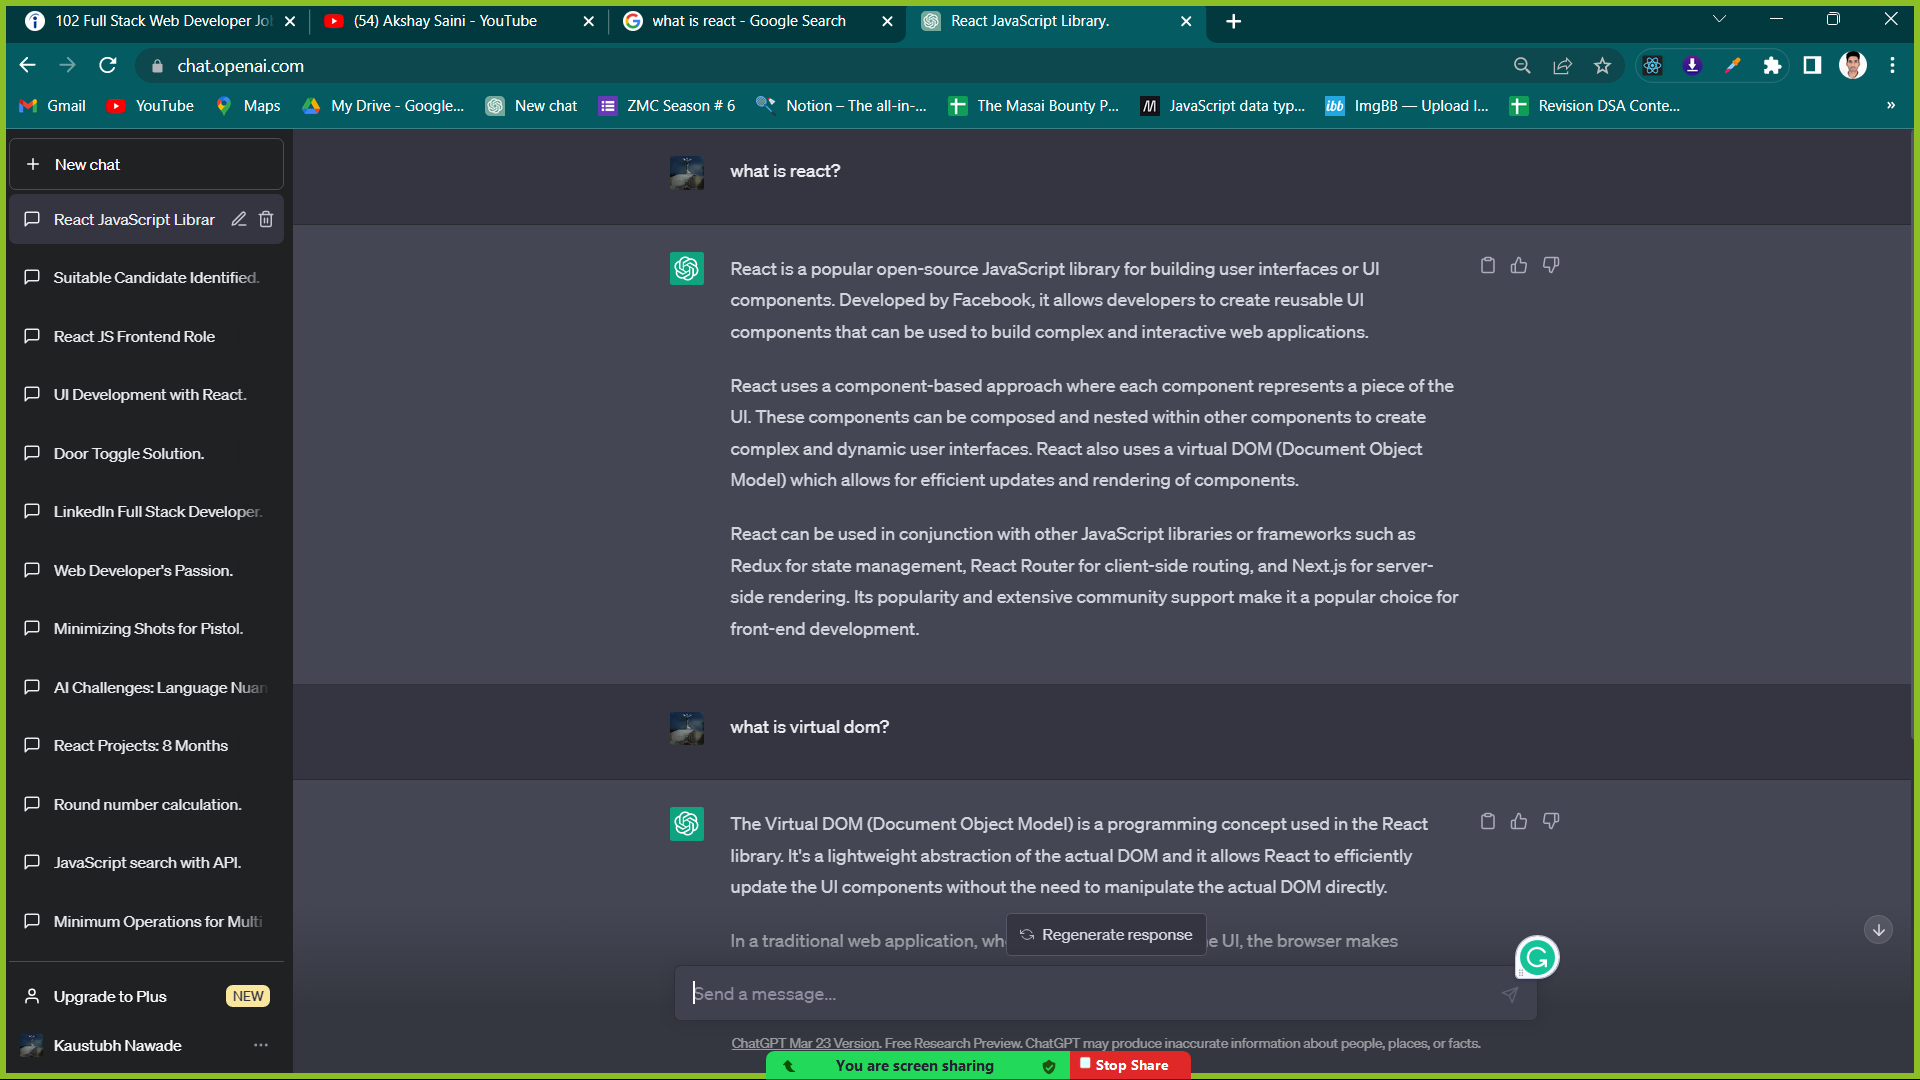 102 Full Stack Web Developer Jo
(54) Akshay Saini - YouTube
what is react - Google Search
React JavaScript Library.
chat.openai.com
Gmail
YouTube
Maps
My Drive - Google...
New chat
ZMC Season # 6
Notion – The all-in-...
The Masai Bounty P...
JavaScript data typ...
ibb
ImgBB — Upload I...
Revision DSA Conte...
»
New chat
React JavaScript Librar
Suitable Candidate Identified.
React JS Frontend Role
UI Development with React.
Door Toggle Solution.
LinkedIn Full Stack Developer.
Web Developer's Passion.
Minimizing Shots for Pistol.
AI Challenges: Language Nuan
React Projects: 8 Months
Round number calculation.
JavaScript search with API.
Minimum Operations for Multi
Upgrade to Plus
NEW
Kaustubh Nawade
what is react?
React is a popular open-source JavaScript library for building user interfaces or UI
components. Developed by Facebook, it allows developers to create reusable UI
components that can be used to build complex and interactive web applications.
React uses a component-based approach where each component represents a piece of the
UI. These components can be composed and nested within other components to create
complex and dynamic user interfaces. React also uses a virtual DOM (Document Object
Model) which allows for efficient updates and rendering of components.
React can be used in conjunction with other JavaScript libraries or frameworks such as
Redux for state management, React Router for client-side routing, and Next.js for server-
side rendering. Its popularity and extensive community support make it a popular choice for
front-end development.
what is virtual dom?
The Virtual DOM (Document Object Model) is a programming concept used in the React
library. It's a lightweight abstraction of the actual DOM and it allows React to efficiently
update the UI components without the need to manipulate the actual DOM directly.
In a traditional web application, wh
e UI, the browser makes
Regenerate response
Send a message...
ChatGPT Mar 23 Version. Free Research Preview. ChatGPT may produce inaccurate information about people, places, or facts.
You are screen sharing
Stop Share